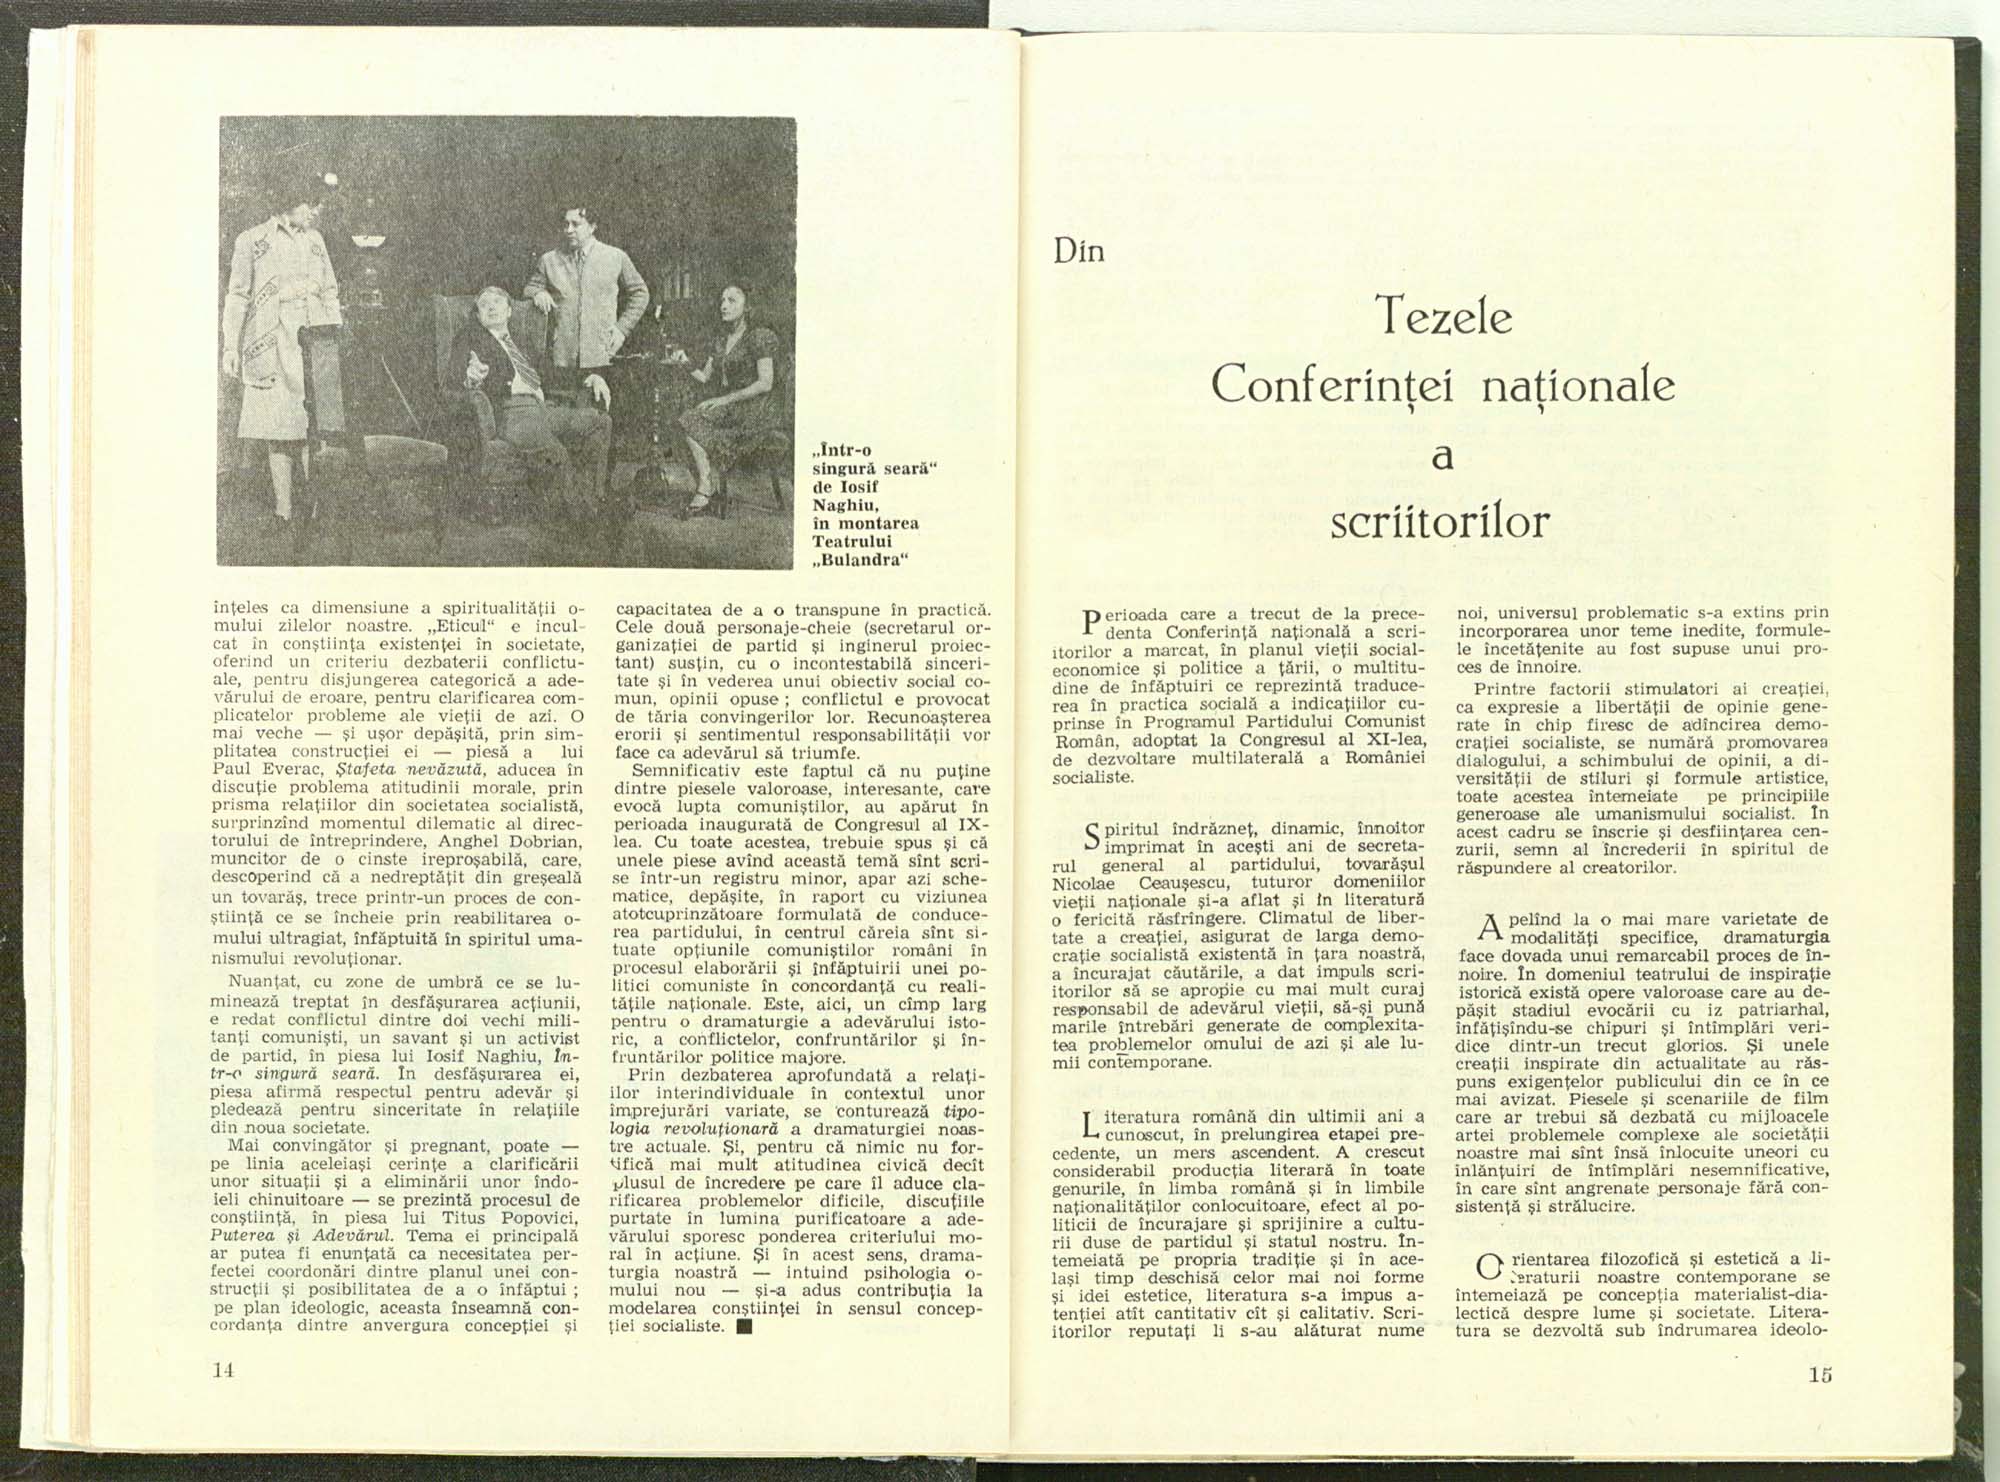 „Într-o
singură seară“
de Iosif
Naghiu,
în montarea
Teatrului
„Bulandra“
înțeles ca dimensiune a spiritualității o-
mului zilelor noastre. „Eticul“ e incul-
cat în conștiința existenței în societate,
oferind un criteriu dezbaterii conflictu-
ale, pentru disjungerea categorică a ade-
vărului de eroare, pentru clarificarea com-
plicatelor probleme ale vieții de azi. O
mai veche — și ușor depășită, prin sim-
plitatea construcției ei — piesă a lui
Paul Everac, Ștafeta nevăzută, aducea în
discuție problema atitudinii morale, prin
prisma relațiilor din societatea socialistă,
surprinzînd momentul dilematic al direc-
torului de întreprindere, Anghel Dobrian,
muncitor de o cinste ireproșabilă, care,
descoperind că a nedreptățit din greșeală
un tovarăș, trece printr-un proces de con-
știință ce se încheie prin reabilitarea o-
mului ultragiat, înfăptuită în spiritul uma-
nismului revoluționar.
Nuanțat, cu zone de umbră ce se lu-
minează treptat în desfășurarea acțiunii,
e redat conflictul dintre doi vechi mili-
tanți comuniști, un savant și un activist
de partid, în piesa lui Iosif Naghiu, În-
tr-o singură seară. În desfășurarea ei,
piesa afirmă respectul pentru adevăr și
pledează pentru sinceritate în relațiile
din noua societate.
Mai convingător și pregnant, poate —
pe linia aceleiași cerințe a clarificării
unor situații și a eliminării unor îndo-
ieli chinuitoare — se prezintă procesul de
conștiință, în piesa lui Titus Popovici,
Puterea și Adevărul. Tema ei principală
ar putea fi enunțată ca necesitatea per-
fectei coordonări dintre planul unei con-
strucții și posibilitatea de a o înfăptui ;
pe plan ideologic, aceasta înseamnă con-
cordanța dintre anvergura concepției și
capacitatea de a o transpune în practică.
Cele două personaje-cheie (secretarul or-
ganizației de partid și inginerul proiec-
tant) susțin, cu o incontestabilă sinceri-
tate și în vederea unui obiectiv social co-
mun, opinii opuse ; conflictul e provocat
de tăria convingerilor lor. Recunoașterea
erorii și sentimentul responsabilității vor
face ca adevărul să triumfe.
Semnificativ este faptul că nu puține
dintre piesele valoroase, interesante, care
evocă lupta comuniștilor, au apărut în
perioada inaugurată de Congresul al IX-
lea. Cu toate acestea, trebuie spus și că
unele piese avînd această temă sînt scri-
se într-un registru minor, apar azi sche-
matice, depășite, în raport cu viziunea
atotcuprinzătoare formulată de conduce-
rea partidului, în centrul căreia sînt si-
tuate opțiunile comuniștilor români în
procesul elaborării și înfăptuirii unei po-
litici comuniste în concordanță cu reali-
tățile naționale. Este, aici, un cîmp larg
pentru o dramaturgie a adevărului isto-
ric, a conflictelor, confruntărilor și în-
fruntărilor politice majore.
Prin dezbaterea aprofundată a relați-
ilor interindividuale în contextul unor
împrejurări variate, se conturează tipo-
logia revoluționară a dramaturgiei noas-
tre actuale. Și, pentru că nimic nu for-
tifică mai mult atitudinea civică decît
plusul de încredere pe care îl aduce cla-
rificarea problemelor dificile, discuțiile
purtate în lumina purificatoare a ade-
vărului sporesc ponderea criteriului mo-
ral în acțiune. Și în acest sens, drama-
turgia noastră — intuind psihologia o-
mului nou — și-a adus contribuția la
modelarea conștiinței în sensul concep-
ției socialiste. ■
14
Din
Tezele
Conferinței naționale
a
scriitorilor
Perioada care a trecut de la prece-
denta Conferință națională a scri-
itorilor a marcat, în planul vieții social-
economice și politice a țării, o multitu-
dine de înfăptuiri ce reprezintă traduce-
rea în practica socială a indicațiilor cu-
prinse în Programul Partidului Comunist
Român, adoptat la Congresul al XI-lea,
de dezvoltare multilaterală a României
socialiste.
Spiritul îndrăzneț, dinamic, înnoitor
imprimat în acești ani de secreta-
rul general al partidului, tovarășul
Nicolae Ceaușescu, tuturor domeniilor
vieții naționale și-a aflat și în literatură
o fericită răsfrîngere. Climatul de liber-
tate a creației, asigurat de larga demo-
crație socialistă existentă în țara noastră,
a încurajat căutările, a dat impuls scri-
itorilor să se apropie cu mai mult curaj
responsabil de adevărul vieții, să-și pună
marile întrebări generate de complexita-
tea problemelor omului de azi și ale lu-
mii contemporane.
Literatura română din ultimii ani a
cunoscut, în prelungirea etapei pre-
cedente, un mers ascendent. A crescut
considerabil producția literară în toate
genurile, în limba română și în limbile
naționalităților conlocuitoare, efect al po-
liticii de încurajare și sprijinire a cultu-
rii duse de partidul și statul nostru. În-
temeiată pe propria tradiție și în ace-
lași timp deschisă celor mai noi forme
și idei estetice, literatura s-a impus a-
tenției atît cantitativ cît și calitativ. Scri-
itorilor reputați li s-au alăturat nume
noi, universul problematic s-a extins prin
incorporarea unor teme inedite, formule-
le încetățenite au fost supuse unui pro-
ces de înnoire.
Printre factorii stimulatori ai creației,
ca expresie a libertății de opinie gene-
rate în chip firesc de adîncirea demo-
crației socialiste, se numără promovarea
dialogului, a schimbului de opinii, a di-
versității de stiluri și formule artistice,
toate acestea întemeiate pe principiile
generoase ale umanismului socialist. În
acest cadru se înscrie și desființarea cen-
zurii, semn al încrederii în spiritul de
răspundere al creatorilor.
Apelînd la o mai mare varietate de
modalități specifice, dramaturgia
face dovada unui remarcabil proces de în-
noire. În domeniul teatrului de inspirație
istorică există opere valoroase care au de-
pășit stadiul evocării cu iz patriarhal,
înfățișîndu-se chipuri și întîmplări veri-
dice dintr-un trecut glorios. Și unele
creații inspirate din actualitate au răs-
puns exigențelor publicului din ce în ce
mai avizat. Piesele și scenariile de film
care ar trebui să dezbată cu mijloacele
artei problemele complexe ale societății
noastre mai sînt însă înlocuite uneori cu
înlănțuiri de întîmplări nesemnificative,
în care sînt angrenate personaje fără con-
sistență și strălucire.
Orientarea filozofică și estetică a li-
teraturii noastre contemporane se
întemeiază pe concepția materialist-dia-
lectică despre lume și societate. Litera-
tura se dezvoltă sub îndrumarea ideolo-
15